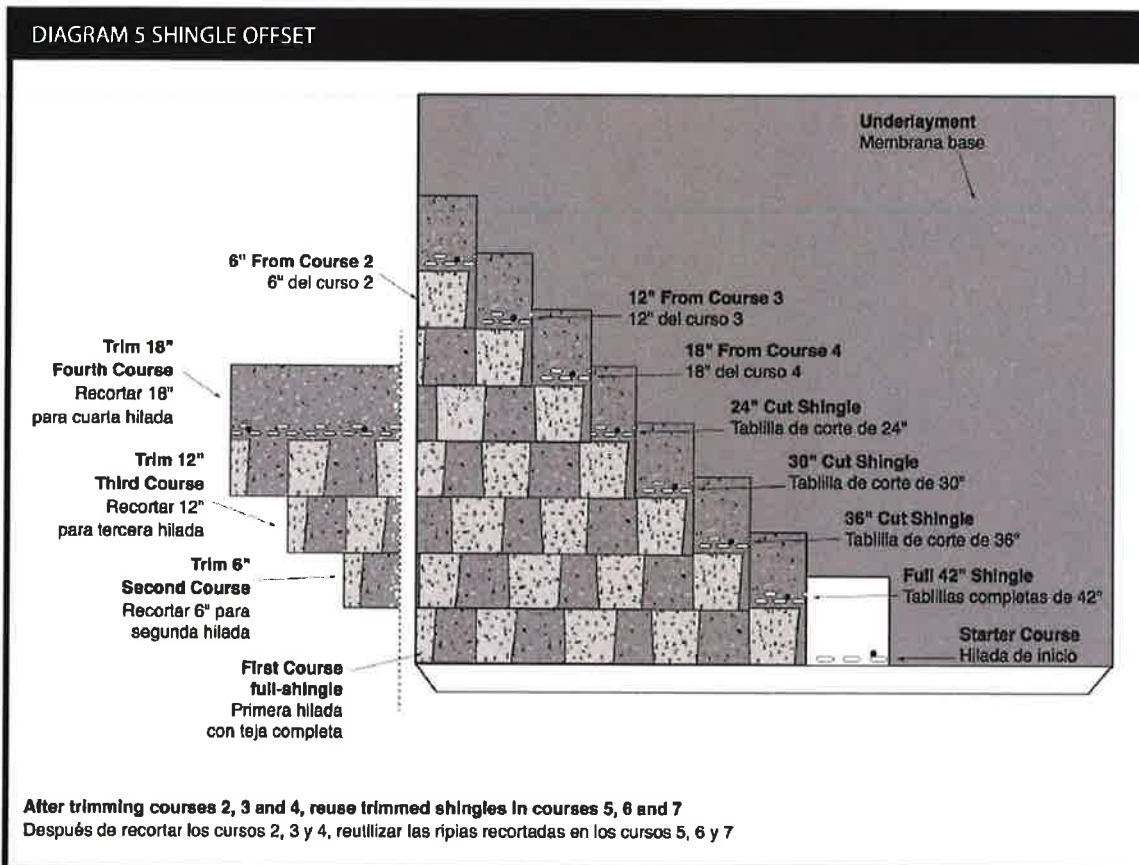 DIAGRAM 5 SHINGLE OFFSET
Underlayment
Membrana base
6" From Course 2
6" del curso 2
12" From Course 3
12" del curso 3
18" From Course 4
18" del curso 4
24" Cut Shingle
Tablilla de corte de 24"
30" Cut Shingle
Tablilla de corte de 30"
36" Cut Shingle
Tablilla de corte de 36"
Full 42" Shingle
Tablillas completas de 42"
Starter Course
Hilada de inicio
Trim 18"
Fourth Course
Recortar 18"
para cuarta hilada
Trim 12"
Third Course
Recortar 12"
para tercera hilada
Trim 6"
Second Course
Recortar 6" para
segunda hilada
First Course
full-shingle
Primera hilada
con teja completa
After trimming courses 2, 3 and 4, reuse trimmed shingles in courses 5, 6 and 7
Después de recortar los cursos 2, 3 y 4, reutilizar las ripias recortadas en los cursos 5, 6 y 7